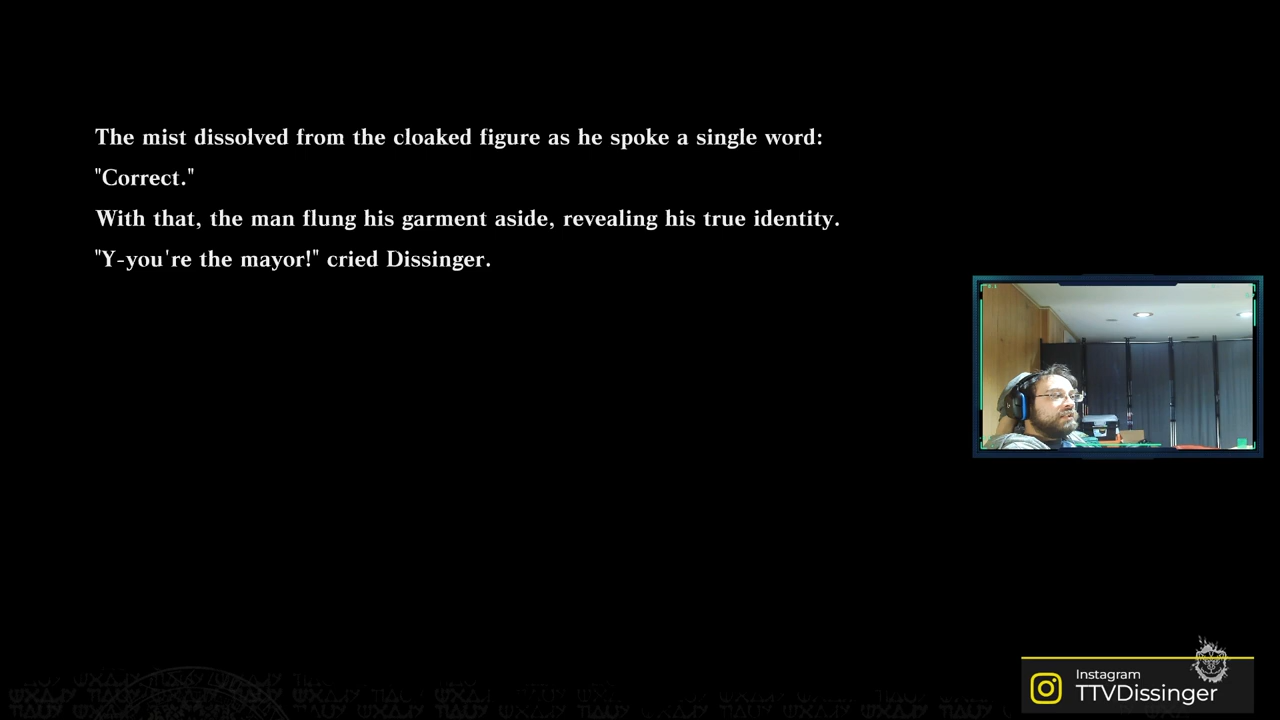 The mist dissolved from the cloaked figure as he spoke a single word:
"Correct."
With that, the man flung his garment aside, revealing his true identity.
"Y-you're the mayor!" cried Dissinger.
Instagram
TTVDissinger